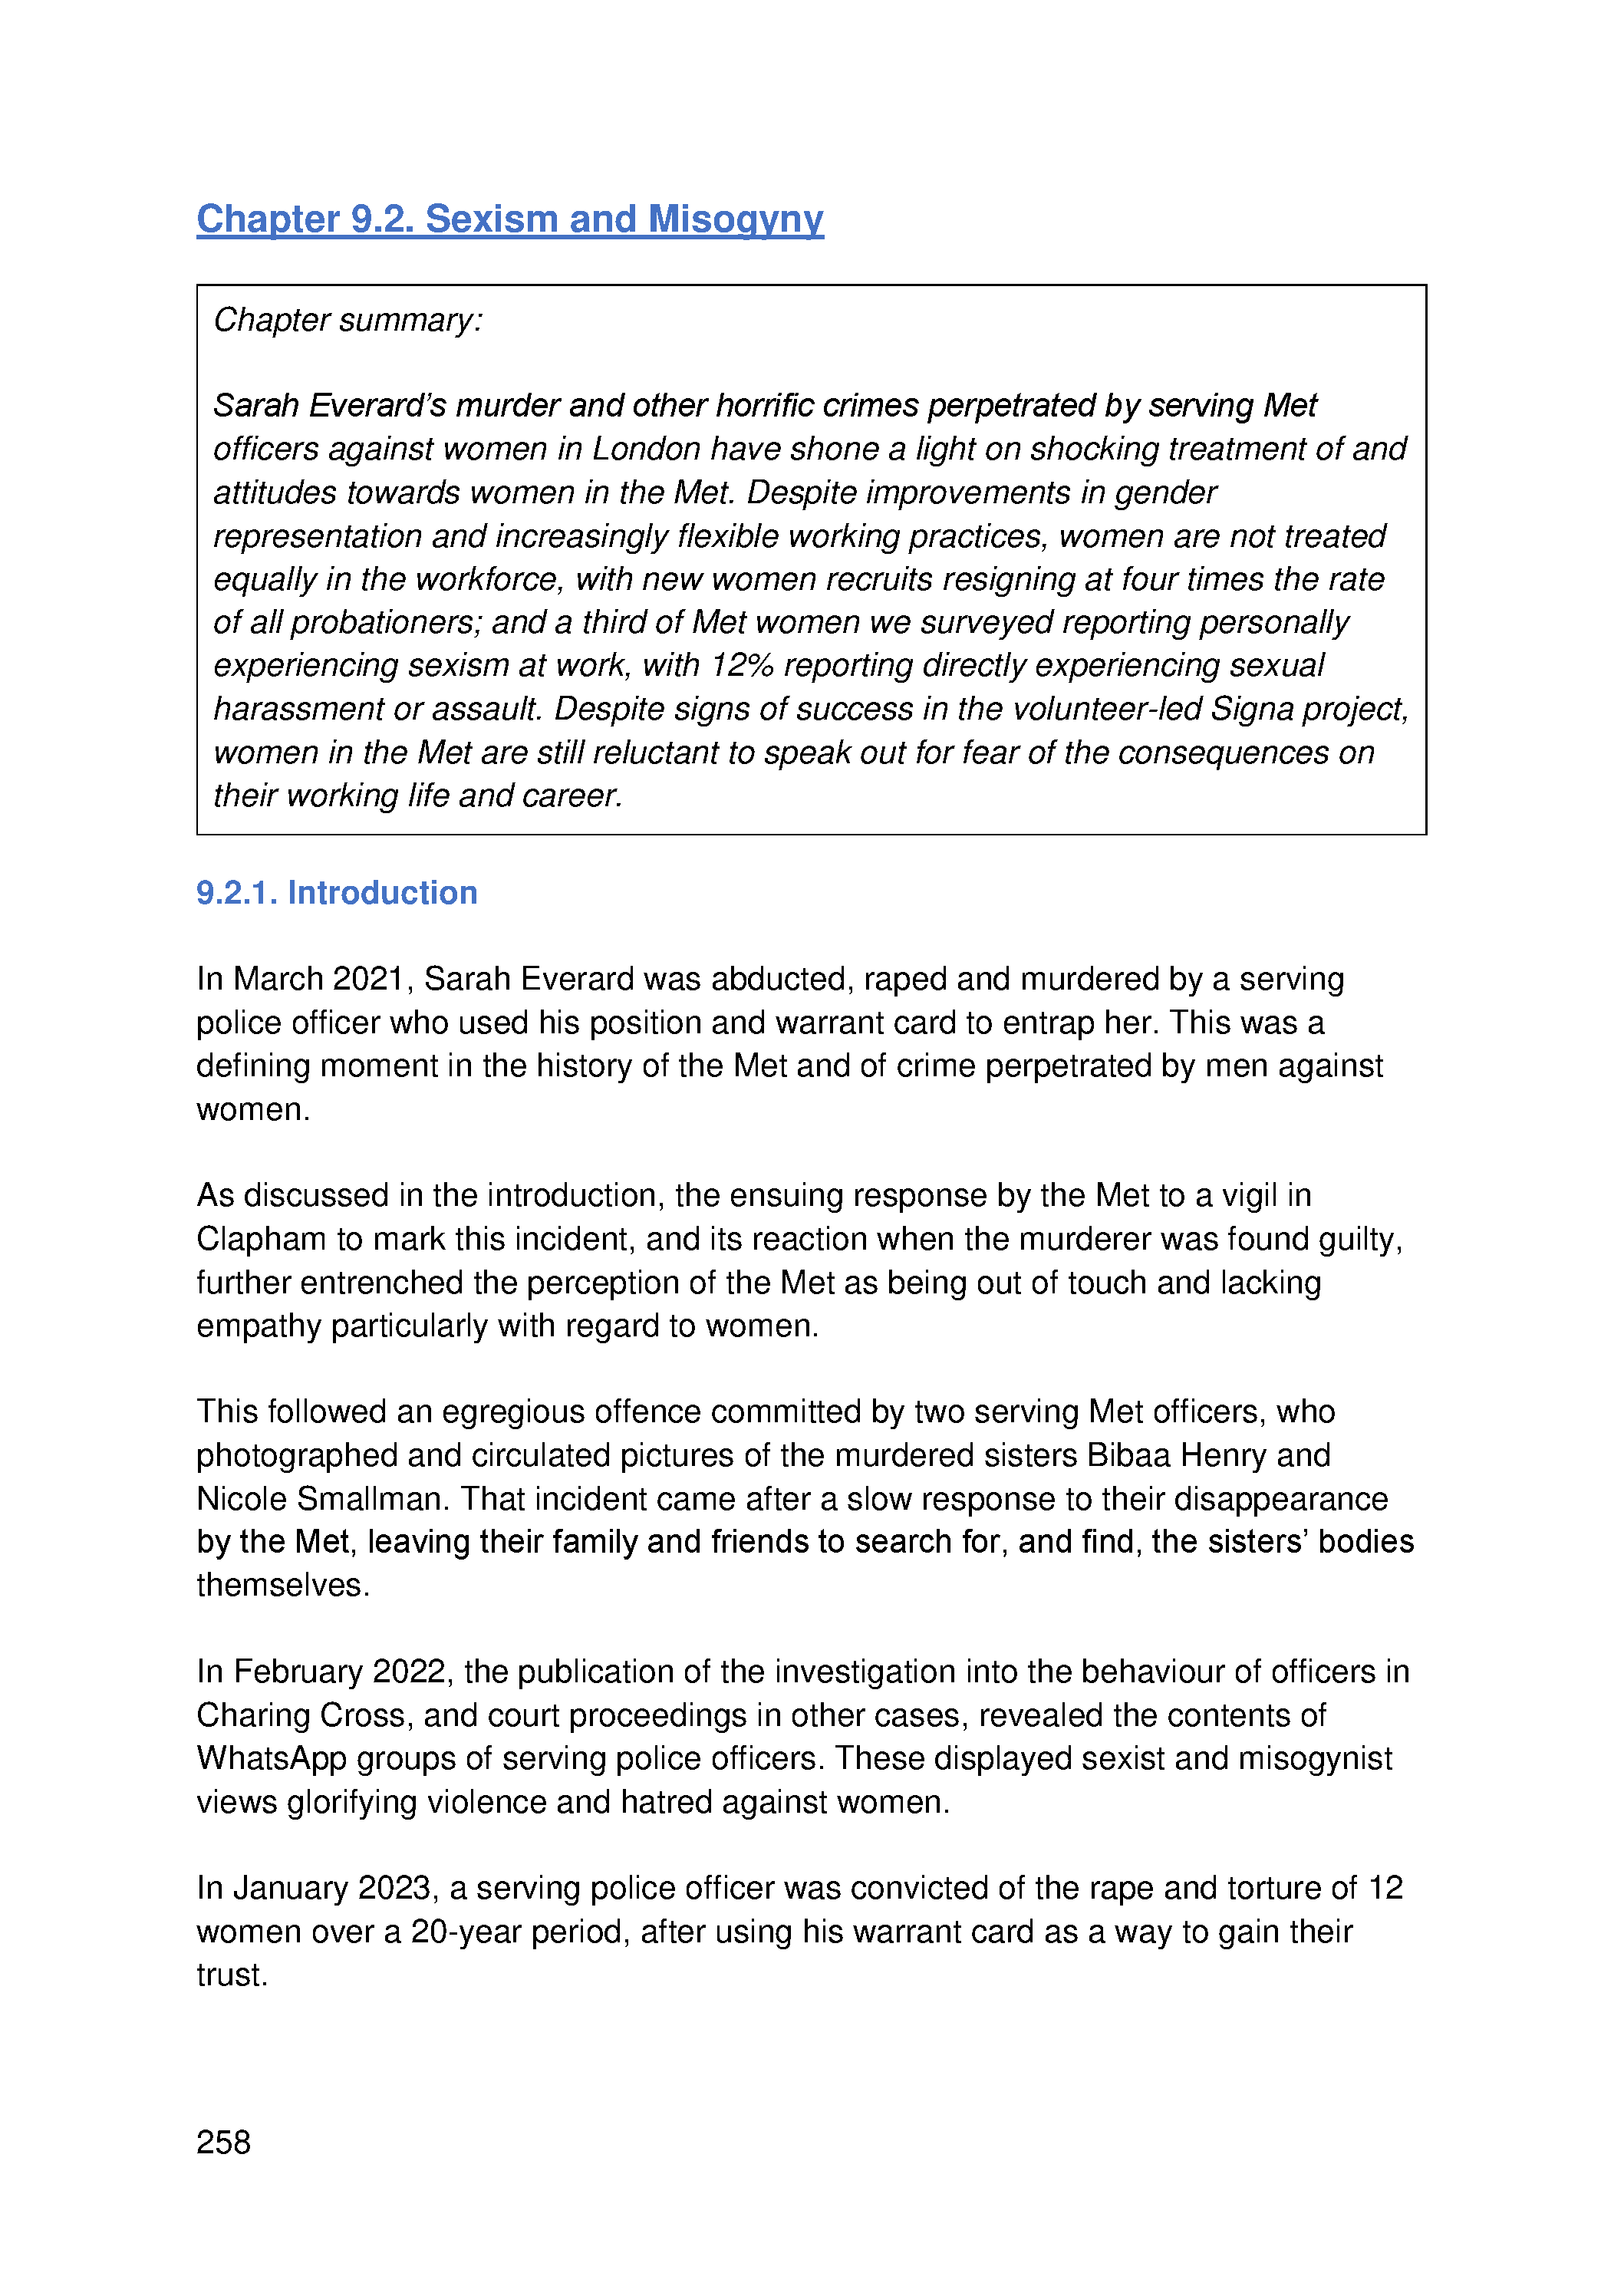 Chapter 9.2. Sexism and Misogyny
Chapter summary:
Sarah Everard’s murder and other horrific crimes perpetrated by serving Met
officers against women in London have shone a light on shocking treatment of and
attitudes towards women in the Met. Despite improvements in gender
representation and increasingly flexible working practices, women are not treated
equally in the workforce, with new women recruits resigning at four times the rate
of all probationers; and a third of Met women we surveyed reporting personally
experiencing sexism at work, with 12% reporting directly experiencing sexual
harassment or assault. Despite signs of success in the volunteer-led Signa project,
women in the Met are still reluctant to speak out for fear of the consequences on
their working life and career.
9.2.1. Introduction
In March 2021, Sarah Everard was abducted, raped and murdered by a serving
police officer who used his position and warrant card to entrap her. This was a
defining moment in the history of the Met and of crime perpetrated by men against
women.
As discussed in the introduction, the ensuing response by the Met to a vigil in
Clapham to mark this incident, and its reaction when the murderer was found guilty,
further entrenched the perception of the Met as being out of touch and lacking
empathy particularly with regard to women.
This followed an egregious offence committed by two serving Met officers, who
photographed and circulated pictures of the murdered sisters Bibaa Henry and
Nicole Smallman. That incident came after a slow response to their disappearance
by the Met, leaving their family and friends to search for, and find, the sisters’ bodies
themselves.
In February 2022, the publication of the investigation into the behaviour of officers in
Charing Cross, and court proceedings in other cases, revealed the contents of
WhatsApp groups of serving police officers. These displayed sexist and misogynist
views glorifying violence and hatred against women.
In January 2023, a serving police officer was convicted of the rape and torture of 12
women over a 20-year period, after using his warrant card as a way to gain their
trust.
258